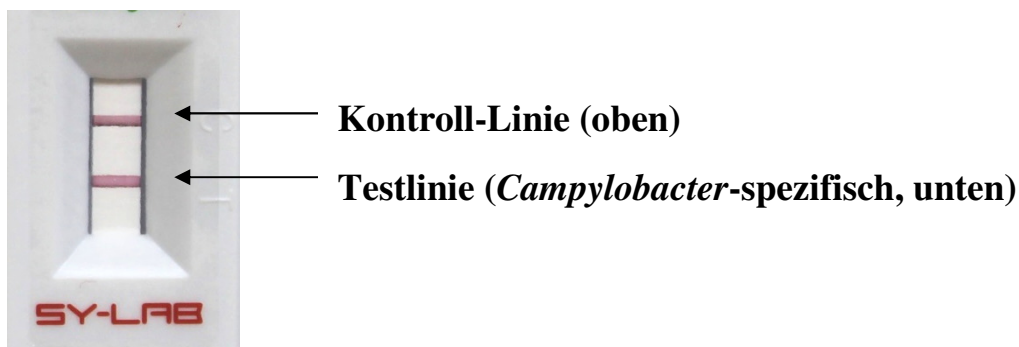 Kontroll-Linie (oben)
Testlinie (Campylobacter-spezifisch, unten)
SY-LAB